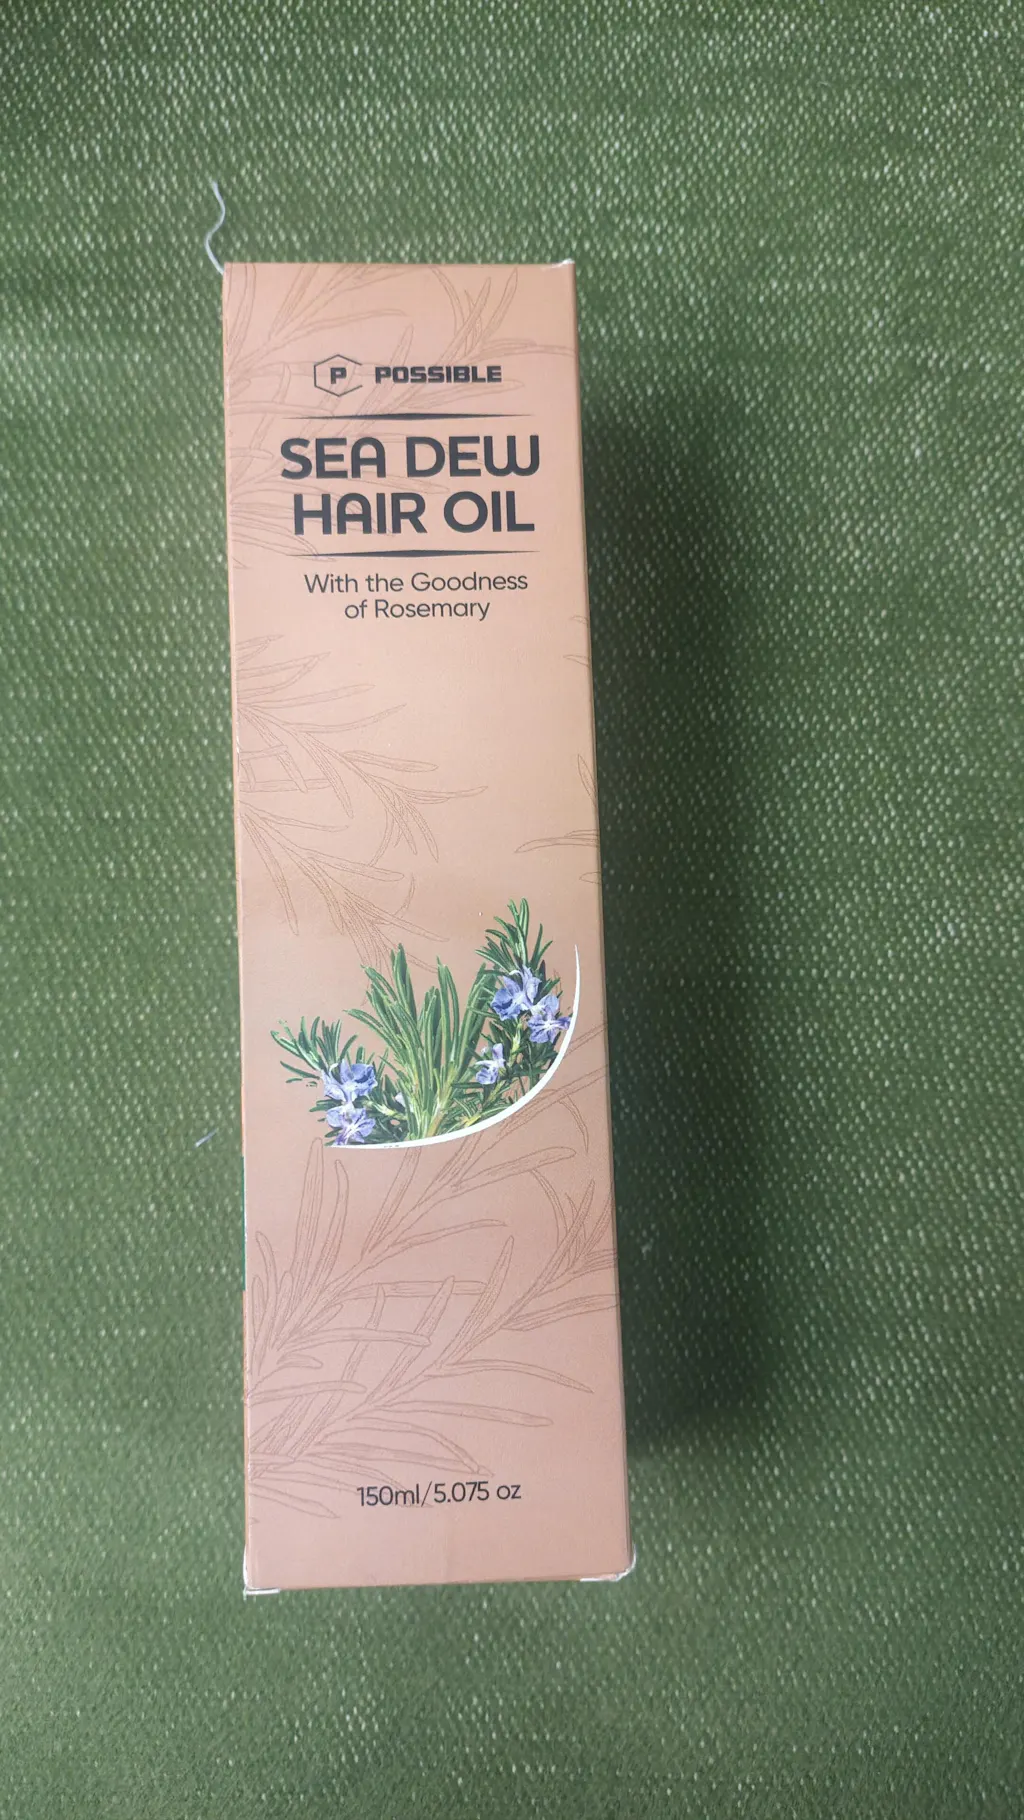 P POSSIBLE
SEA DEW
HAIR OIL
With the Goodness
of Rosemary
150ml/5.075 oz